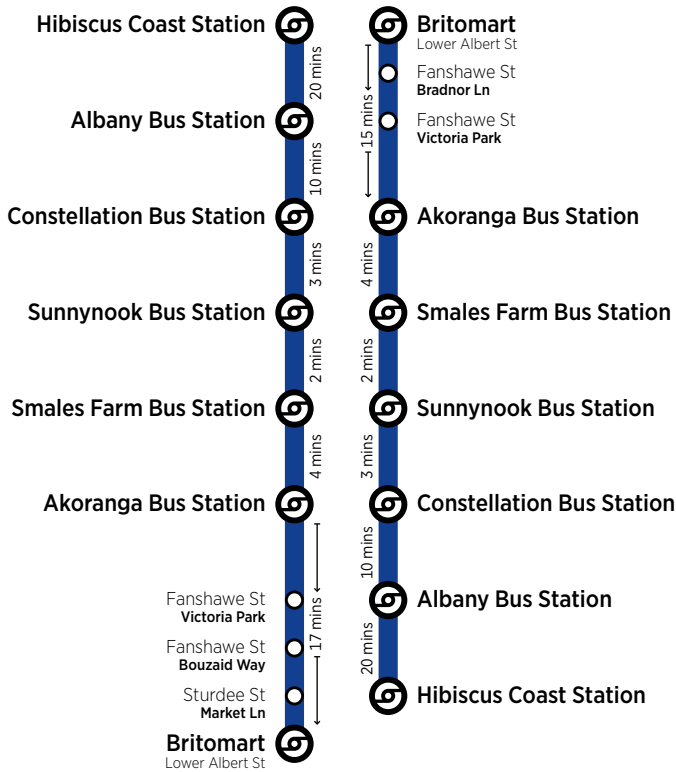 Hibiscus Coast Station
20 mins
Albany Bus Station
10 mins
Constellation Bus Station
3 mins
Sunnynook Bus Station
2 mins
Smales Farm Bus Station
4 mins
Akoranga Bus Station
17 mins
Fanshawe St
Victoria Park
Fanshawe St
Bouzaid Way
Sturdee St
Market Ln
Britomart
Lower Albert St
Britomart
Lower Albert St
Fanshawe St
Bradnor Ln
15 mins
Fanshawe St
Victoria Park
Akoranga Bus Station
4 mins
Smales Farm Bus Station
2 mins
Sunnynook Bus Station
3 mins
Constellation Bus Station
10 mins
Albany Bus Station
20 mins
Hibiscus Coast Station